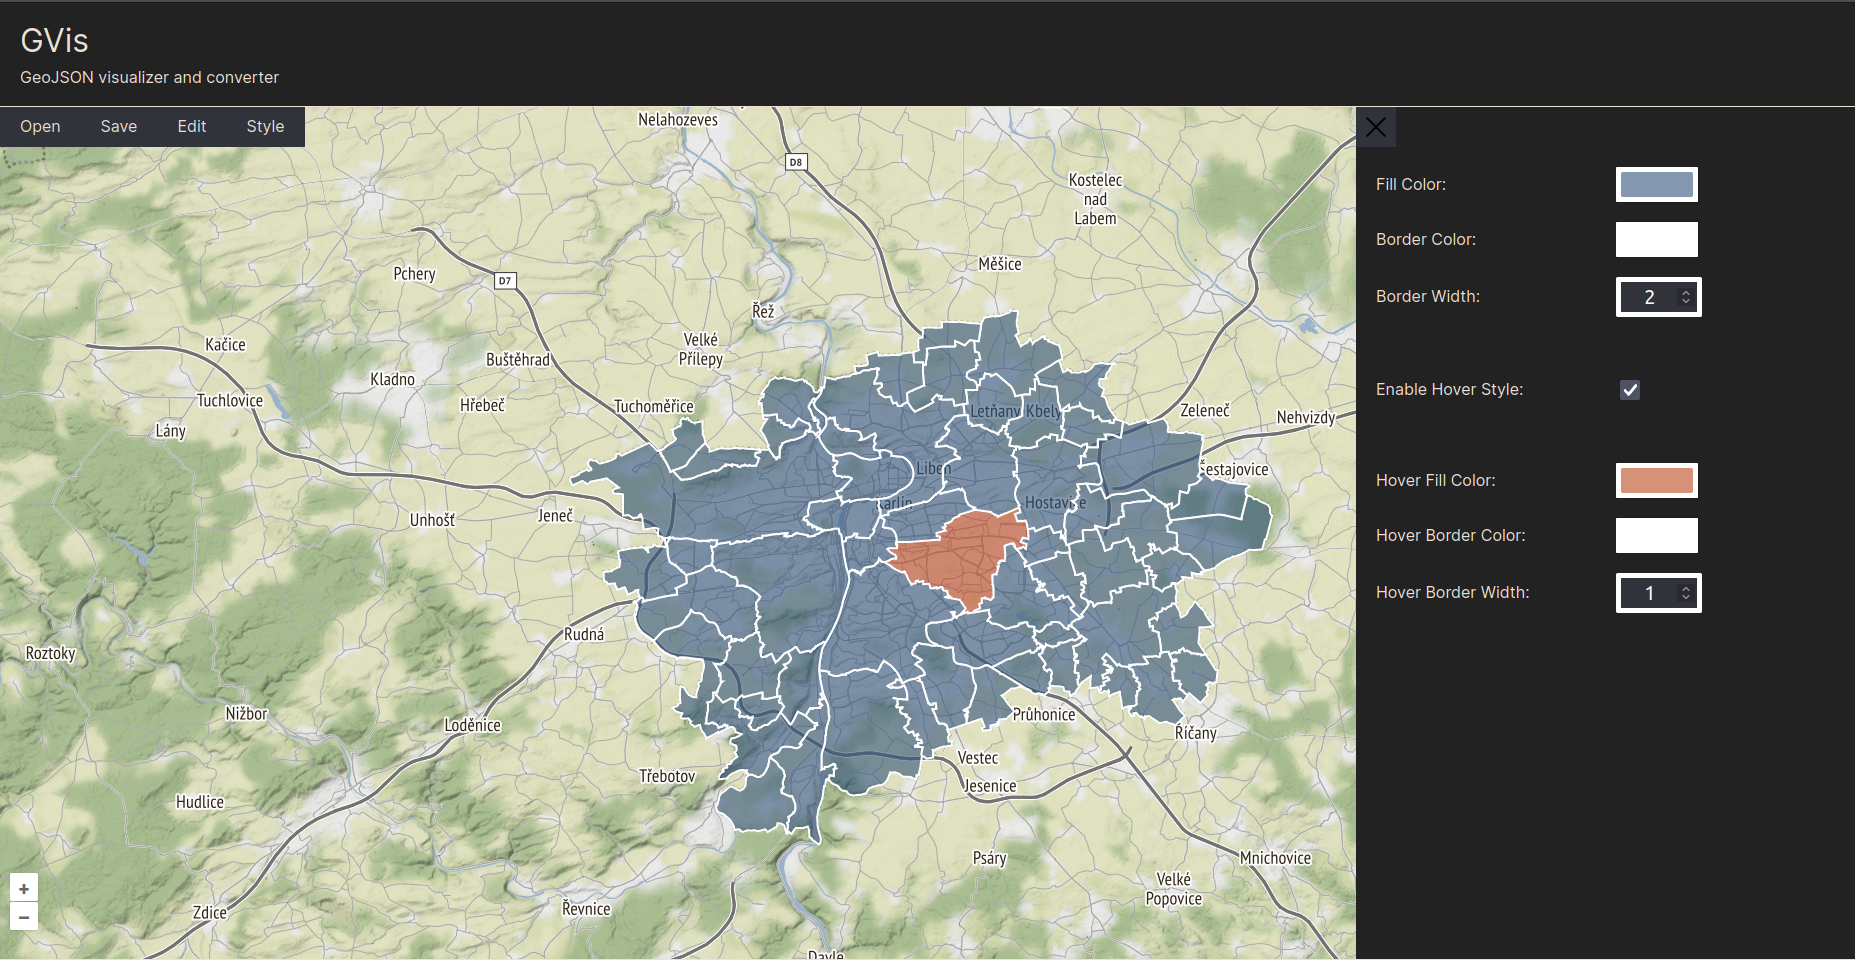 GVis
GeoJSON visualizer and converter
Open
Save
Edit
Style
Nelahozeves
D8
Kostelec
nad
Labem
Měšice
Pchery
D7
Řež
Kačice
Velké
Přílepy
Buštěhrad
Kladno
Tuchlovice
Hřebeč
Tuchoměřice
Letňany
Kbely
Zeleneč
Nehvizdy
Lány
Libeň
Šestajovice
Karlín
Hostavice
Unhošť
Jeneč
Rudná
Roztoky
Nižbor
Loděnice
Průhonice
Říčany
Vestec
Třebotov
Jesenice
Hudlice
Psáry
Mnichovice
Velké
Popovice
Zdice
Řevnice
Davle
+
−
Fill Color:
Border Color:
Border Width:
2
Enable Hover Style:
Hover Fill Color:
Hover Border Color:
Hover Border Width:
1